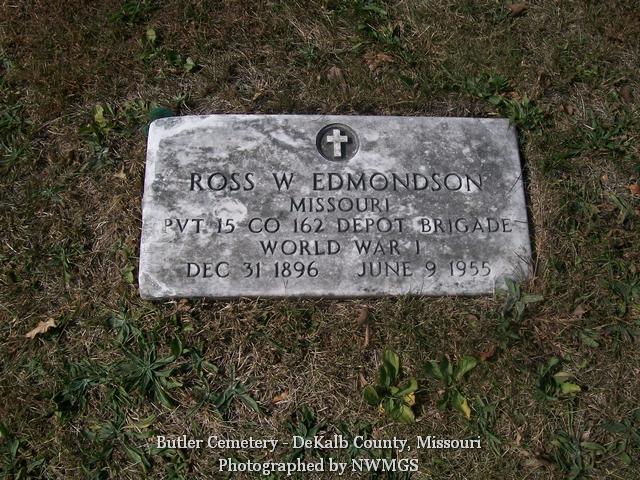 ROSS W EDMONDSON
MISSOURI
PVT 15 CO 162 DEPOT BRIGADE
WORLD WAR I
DEC 31 1896 JUNE 9 1955
Butler Cemetery - DeKalb County, Missouri
Photographed by NWMGS